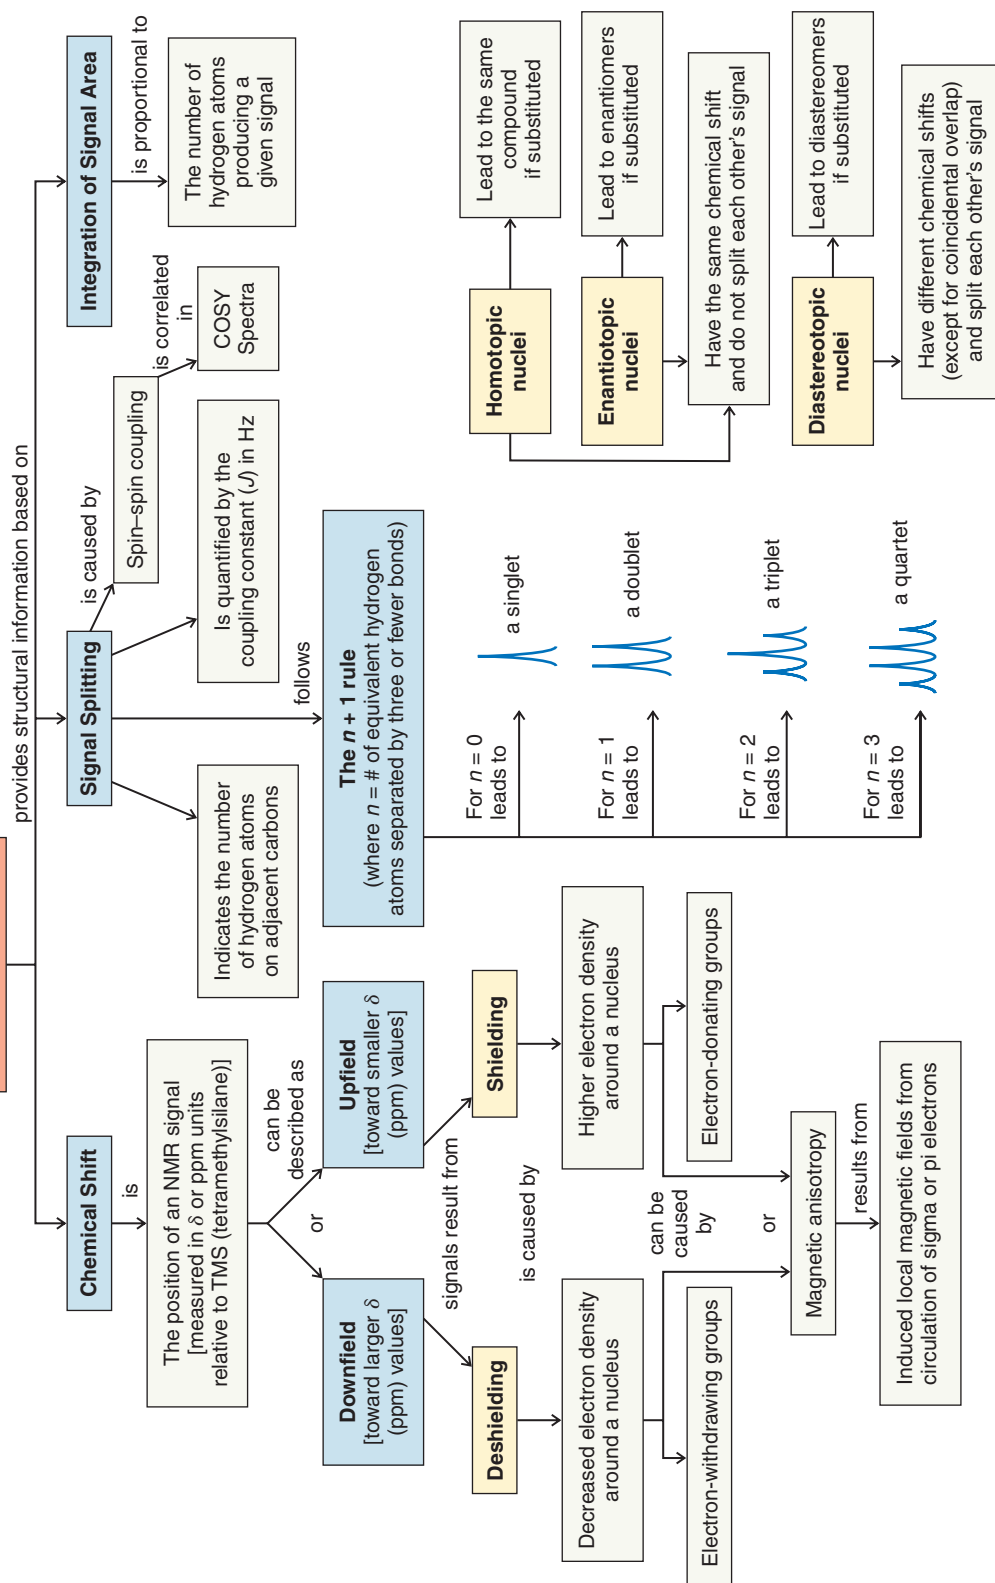 provides structural information based on
Chemical Shift
is
The position of an NMR signal
[measured in δ or ppm units
relative to TMS (tetramethylsilane)]
can be
described as
or
Downfield
[toward larger δ
(ppm) values]
Upfield
[toward smaller δ
(ppm) values]
signals result from
Deshielding
Shielding
is caused by
Decreased electron density
around a nucleus
Higher electron density
around a nucleus
can be
caused
by
or
Electron-withdrawing groups
Electron-donating groups
Magnetic anisotropy
results from
Induced local magnetic fields from
circulation of sigma or pi electrons
Signal Splitting
is caused by
Spin–spin coupling
is correlated
in
COSY
Spectra
Indicates the number
of hydrogen atoms
on adjacent carbons
Is quantified by the
coupling constant (J) in Hz
follows
The n + 1 rule
(where n = # of equivalent hydrogen
atoms separated by three or fewer bonds)
For n = 0
leads to
a singlet
For n = 1
leads to
a doublet
For n = 2
leads to
a triplet
For n = 3
leads to
a quartet
Integration of Signal Area
is proportional to
The number of
hydrogen atoms
producing a
given signal
Homotopic
nuclei
Lead to the same
compound
if substituted
Enantiotopic
nuclei
Lead to enantiomers
if substituted
Have the same chemical shift
and do not split each other's signal
Diastereotopic
nuclei
Lead to diastereomers
if substituted
Have different chemical shifts
(except for coincidental overlap)
and split each other's signal